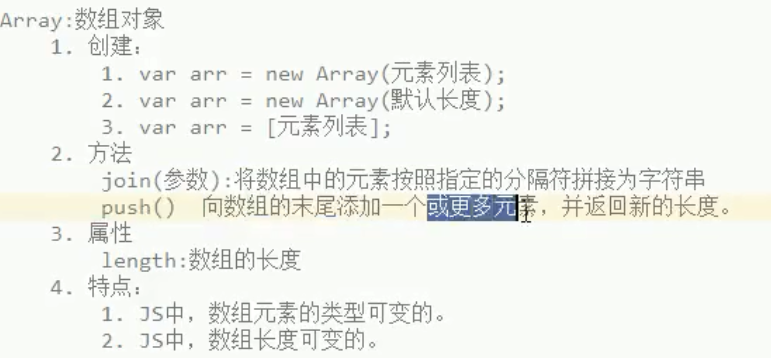 Array:数组对象
1. 创建:
1. var arr = new Array(元素列表);
2. var arr = new Array(默认长度);
3. var arr = [元素列表];
2. 方法
join(参数):将数组中的元素按照指定的分隔符拼接为字符串
push() 向数组的末尾添加一个或更多元素，并返回新的长度。
3. 属性
length:数组的长度
4. 特点:
1. JS中，数组元素的类型可变的。
2. JS中，数组长度可变的。